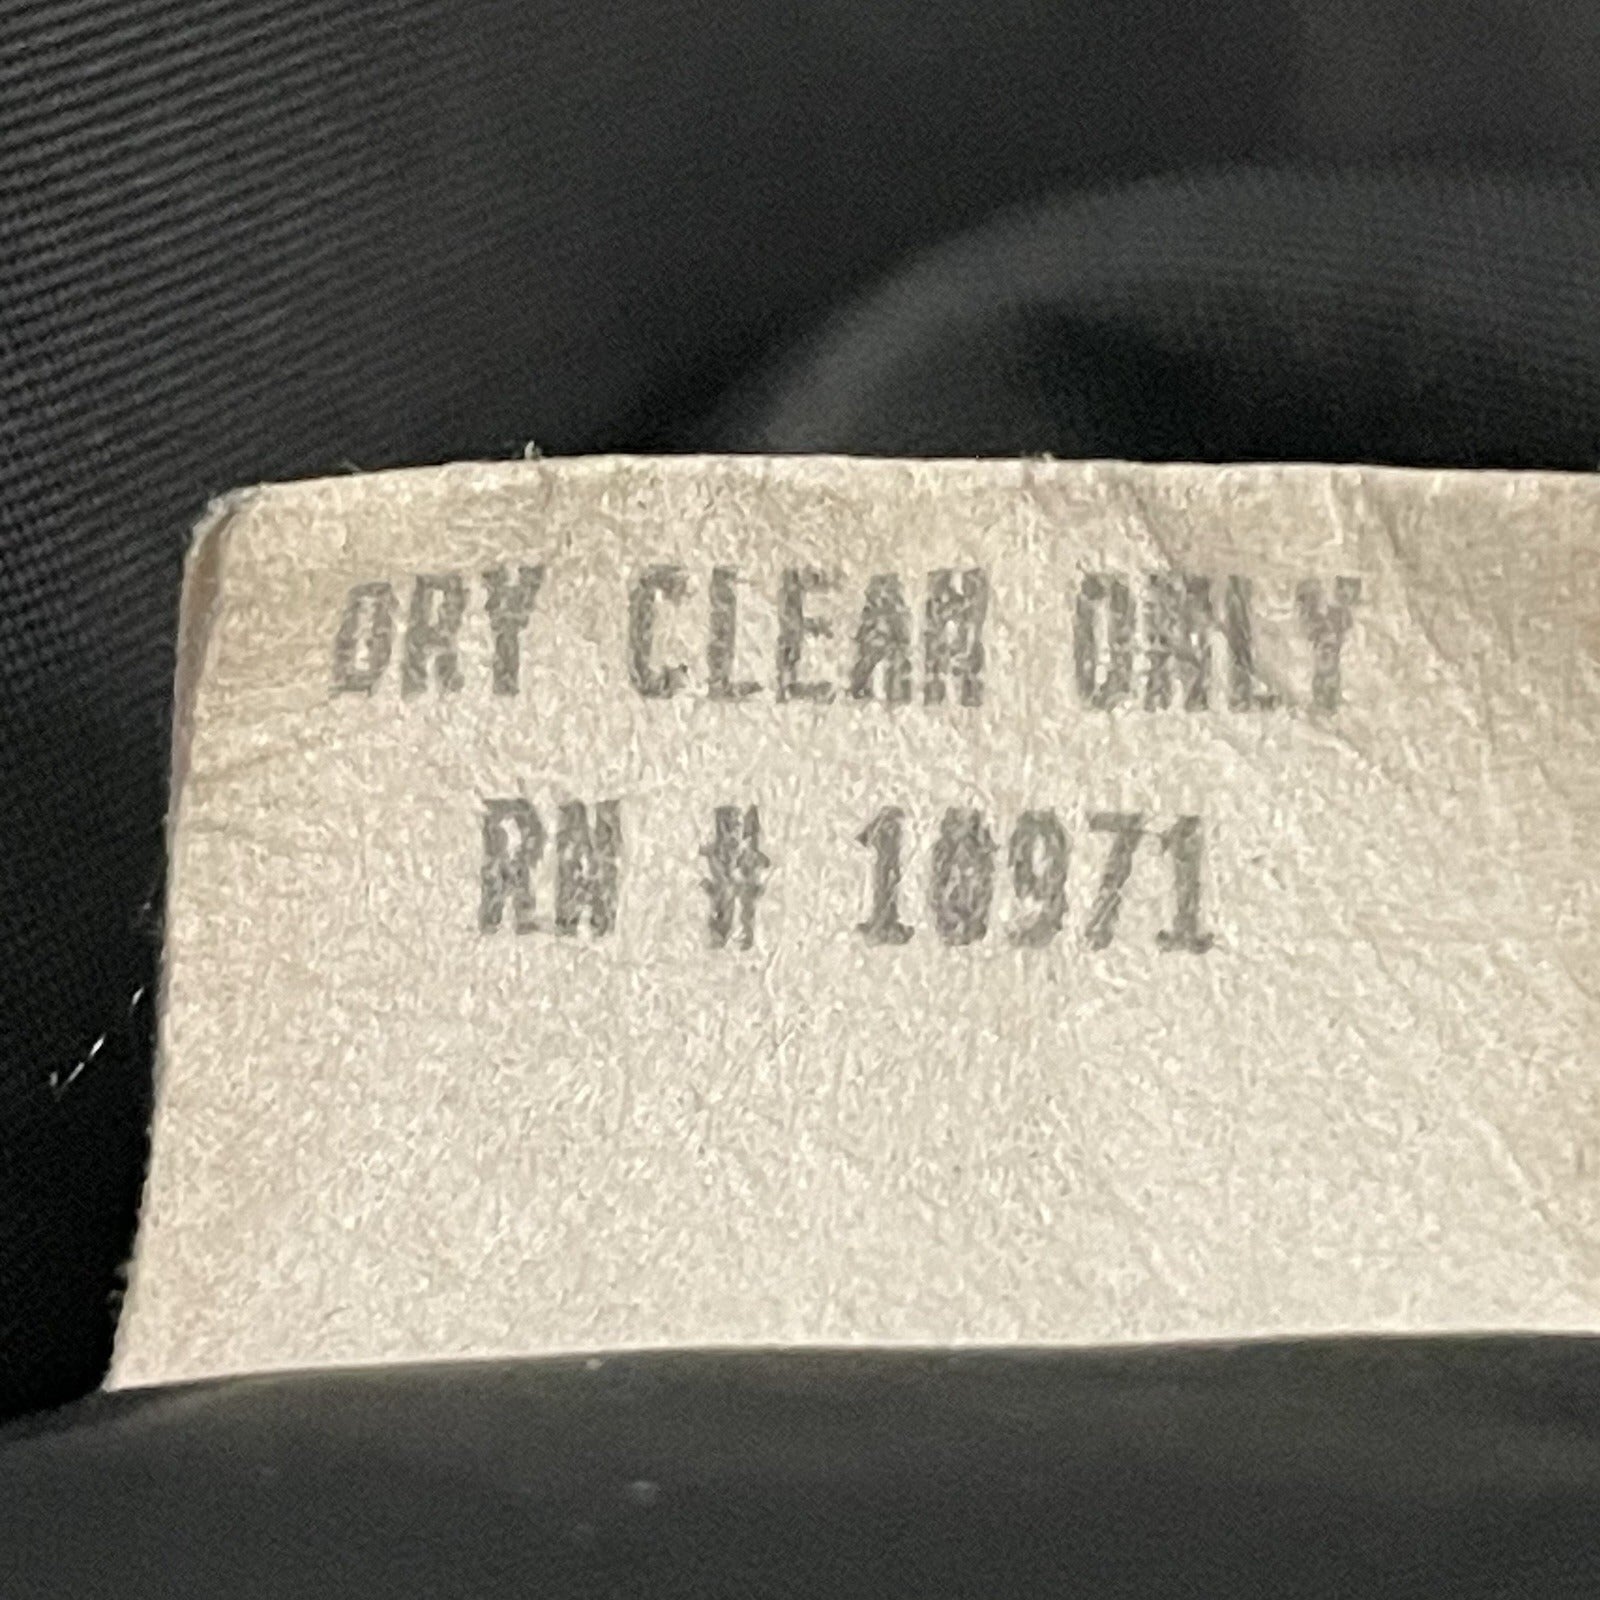 DRY CLEAN ONLY
RN # 10971